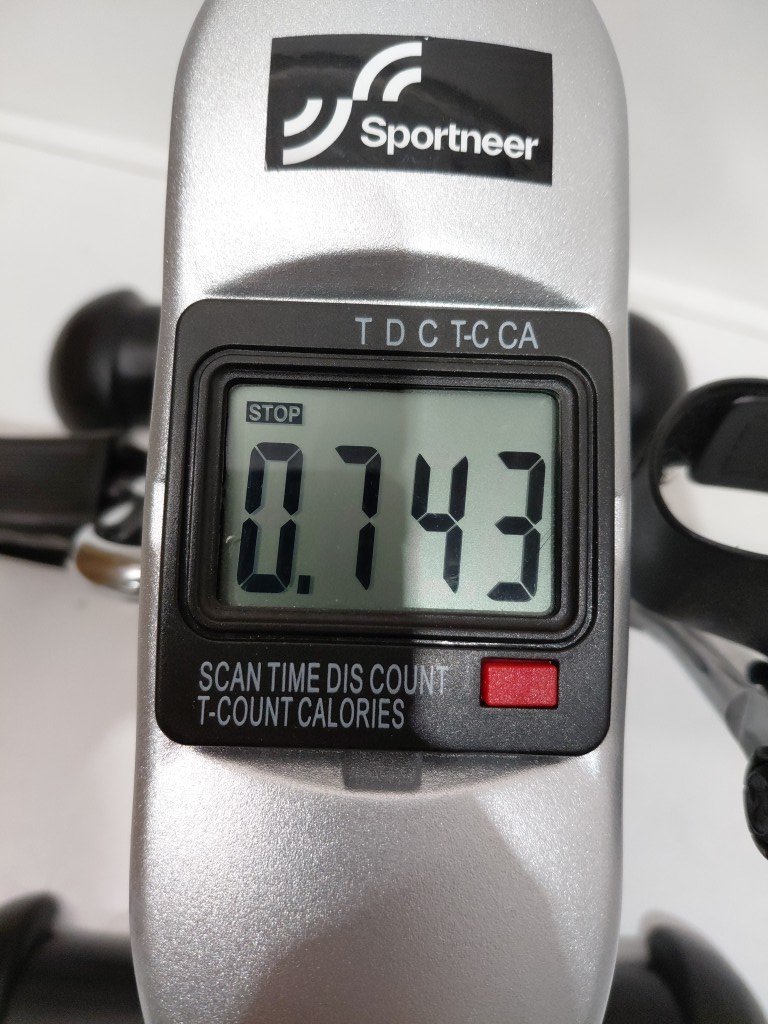 Sportneer
T D C T-C CA
STOP
0.743
SCAN TIME DIS COUNT
T-COUNT CALORIES